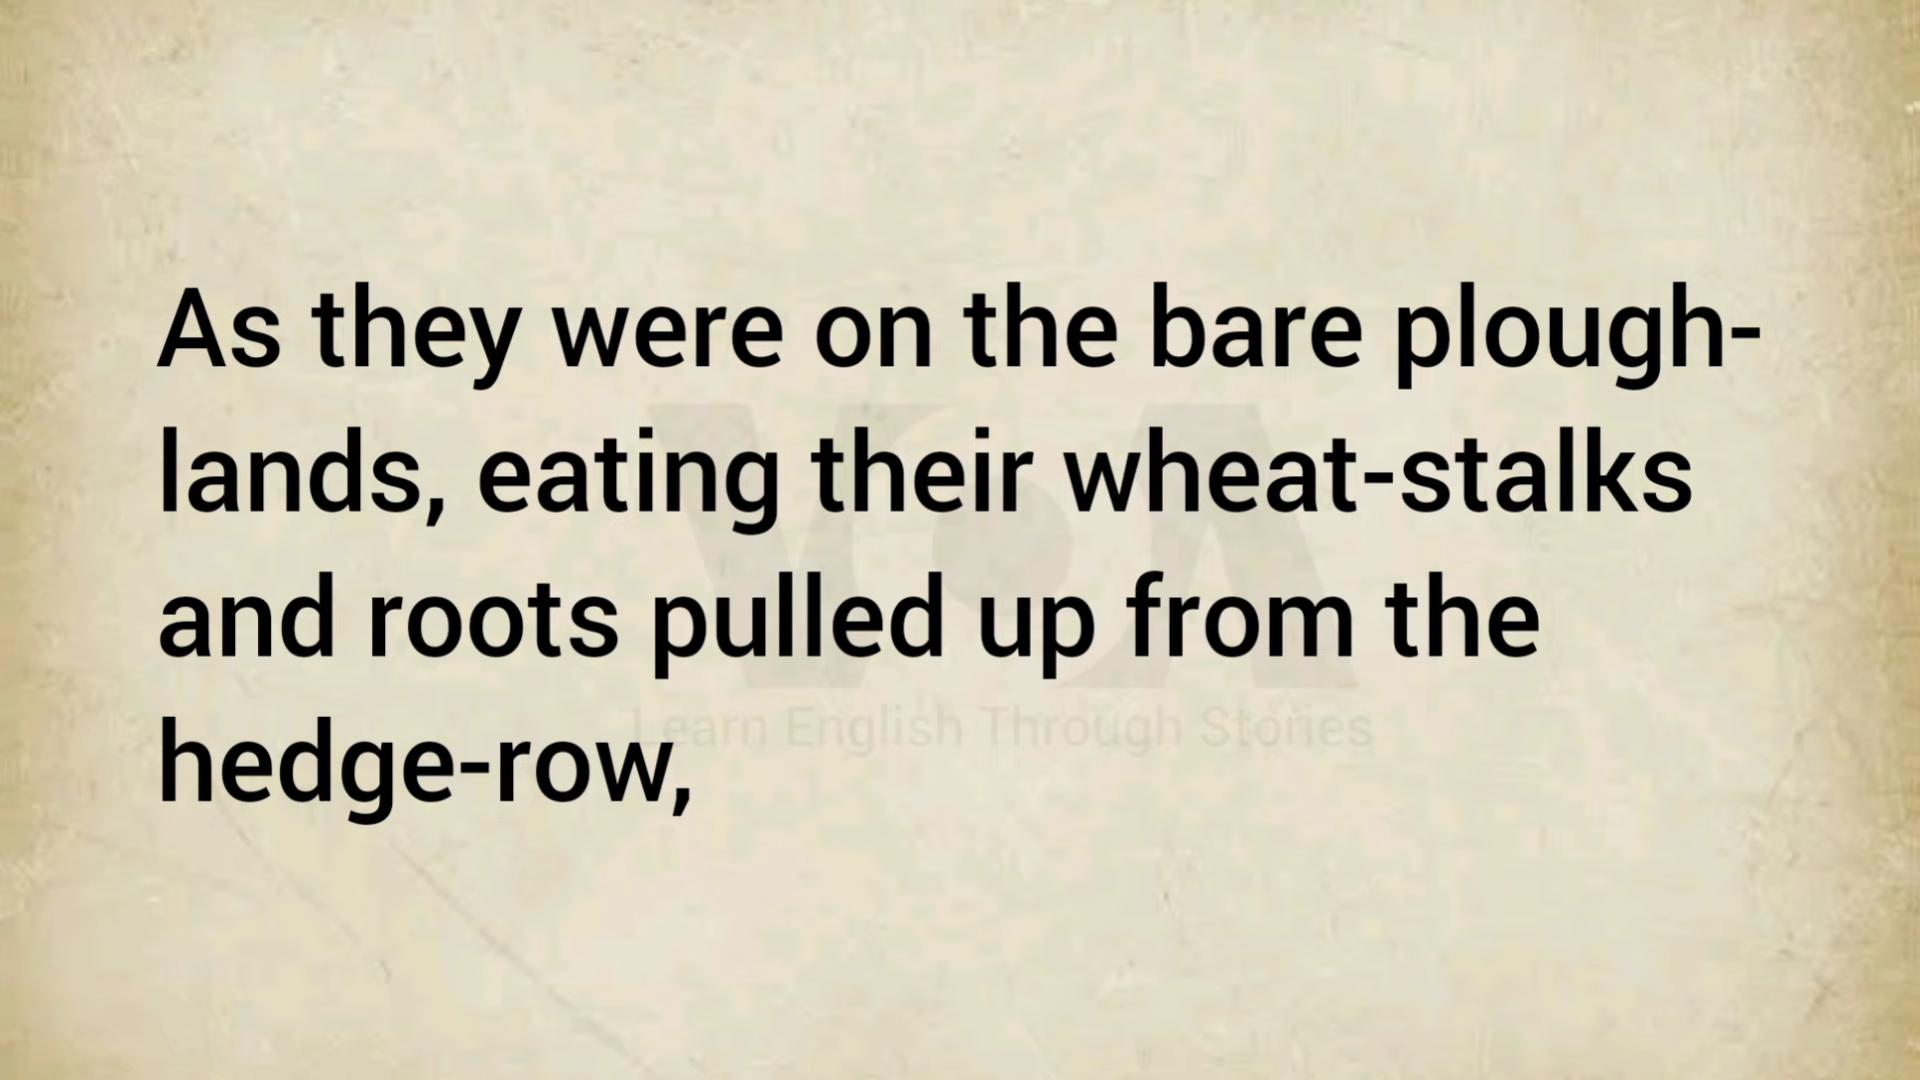 As they were on the bare plough-
lands, eating their wheat-stalks
and roots pulled up from the
hedge-row,
VOA
Learn English Through Stories